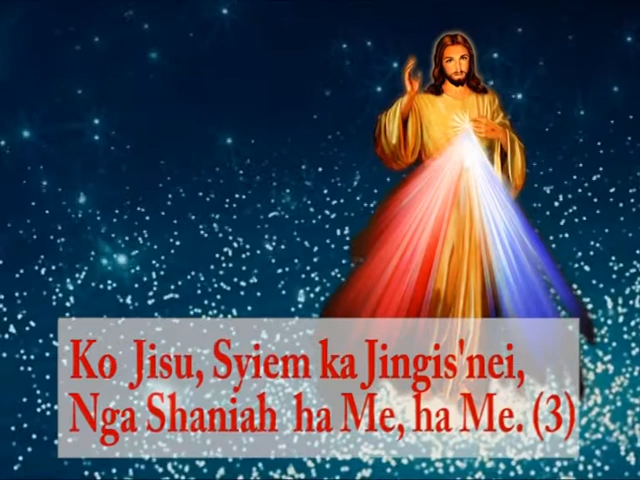 Ko Jisu, Syiem ka Jingis'nei,
Nga Shaniah ha Me, ha Me. (3)